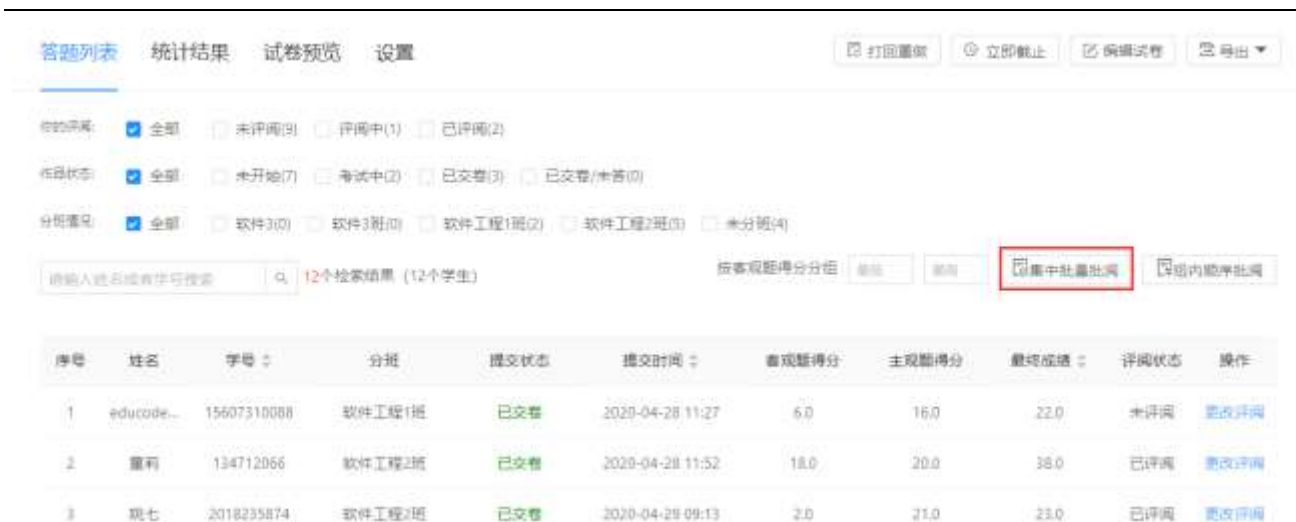 答题列表 统计结果 试卷预览 设置 打回重做 立即截止 编辑试卷 导出
你的评阅: 全部 未评阅(9) 评阅中(1) 已评阅(2)
作品状态: 全部 未开始(7) 考试中(2) 已交卷(3) 已交卷/未答(0)
分班情况: 全部 软件3(0) 软件3班(0) 软件工程1班(2) 软件工程2班(5) 未分班(4)
请输入姓名或者学号搜索 12个检索结果 (12个学生) 按客观题得分分组 最低 最高 集中批量批阅 组内顺序批阅
序号 姓名 学号 分班 提交状态 提交时间 客观题得分 主观题得分 最终成绩 评阅状态 操作
1 educode... 15607310088 软件工程1班 已交卷 2020-04-28 11:27 6.0 16.0 22.0 未评阅 更改评阅
2 童莉 134712066 软件工程2班 已交卷 2020-04-28 11:52 18.0 20.0 38.0 已评阅 更改评阅
3 姚七 2018235874 软件工程2班 已交卷 2020-04-29 09:13 2.0 21.0 23.0 已评阅 更改评阅